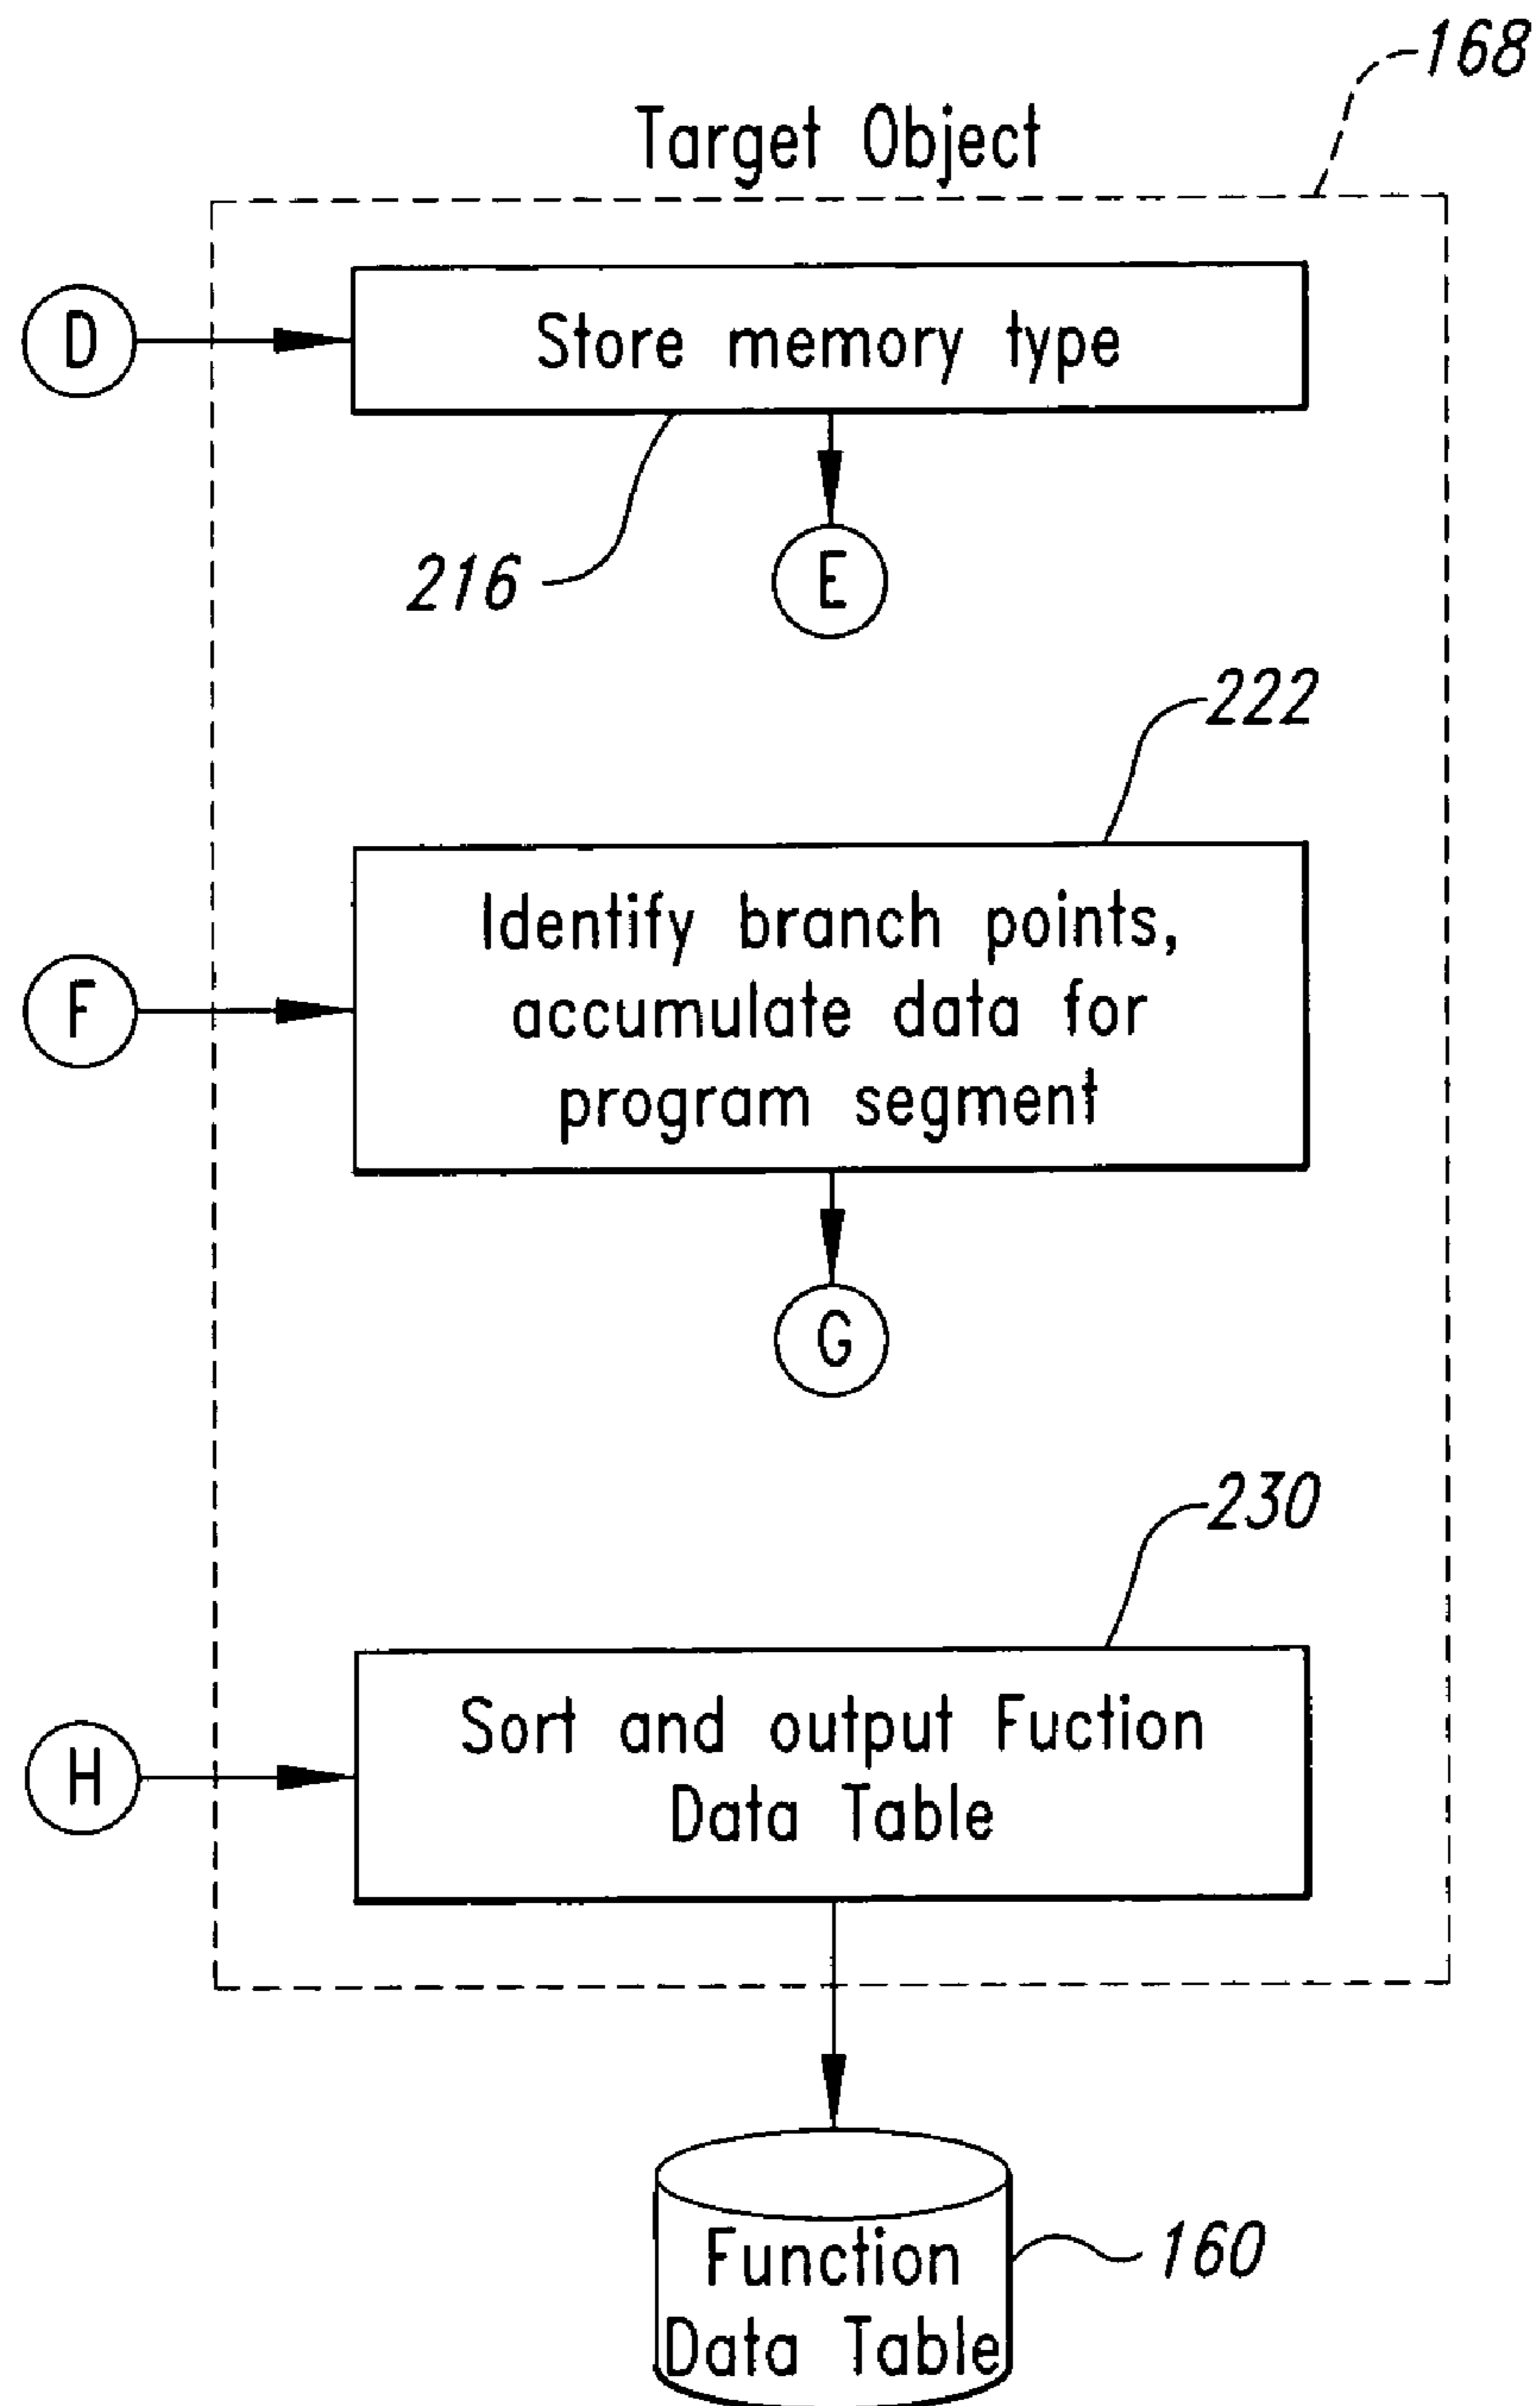 168
Target Object
D
Store memory type
216
E
222
Identify branch points,
accumulate data for
program segment
F
G
230
Sort and output Fuction
Data Table
H
Function
Data Table
160